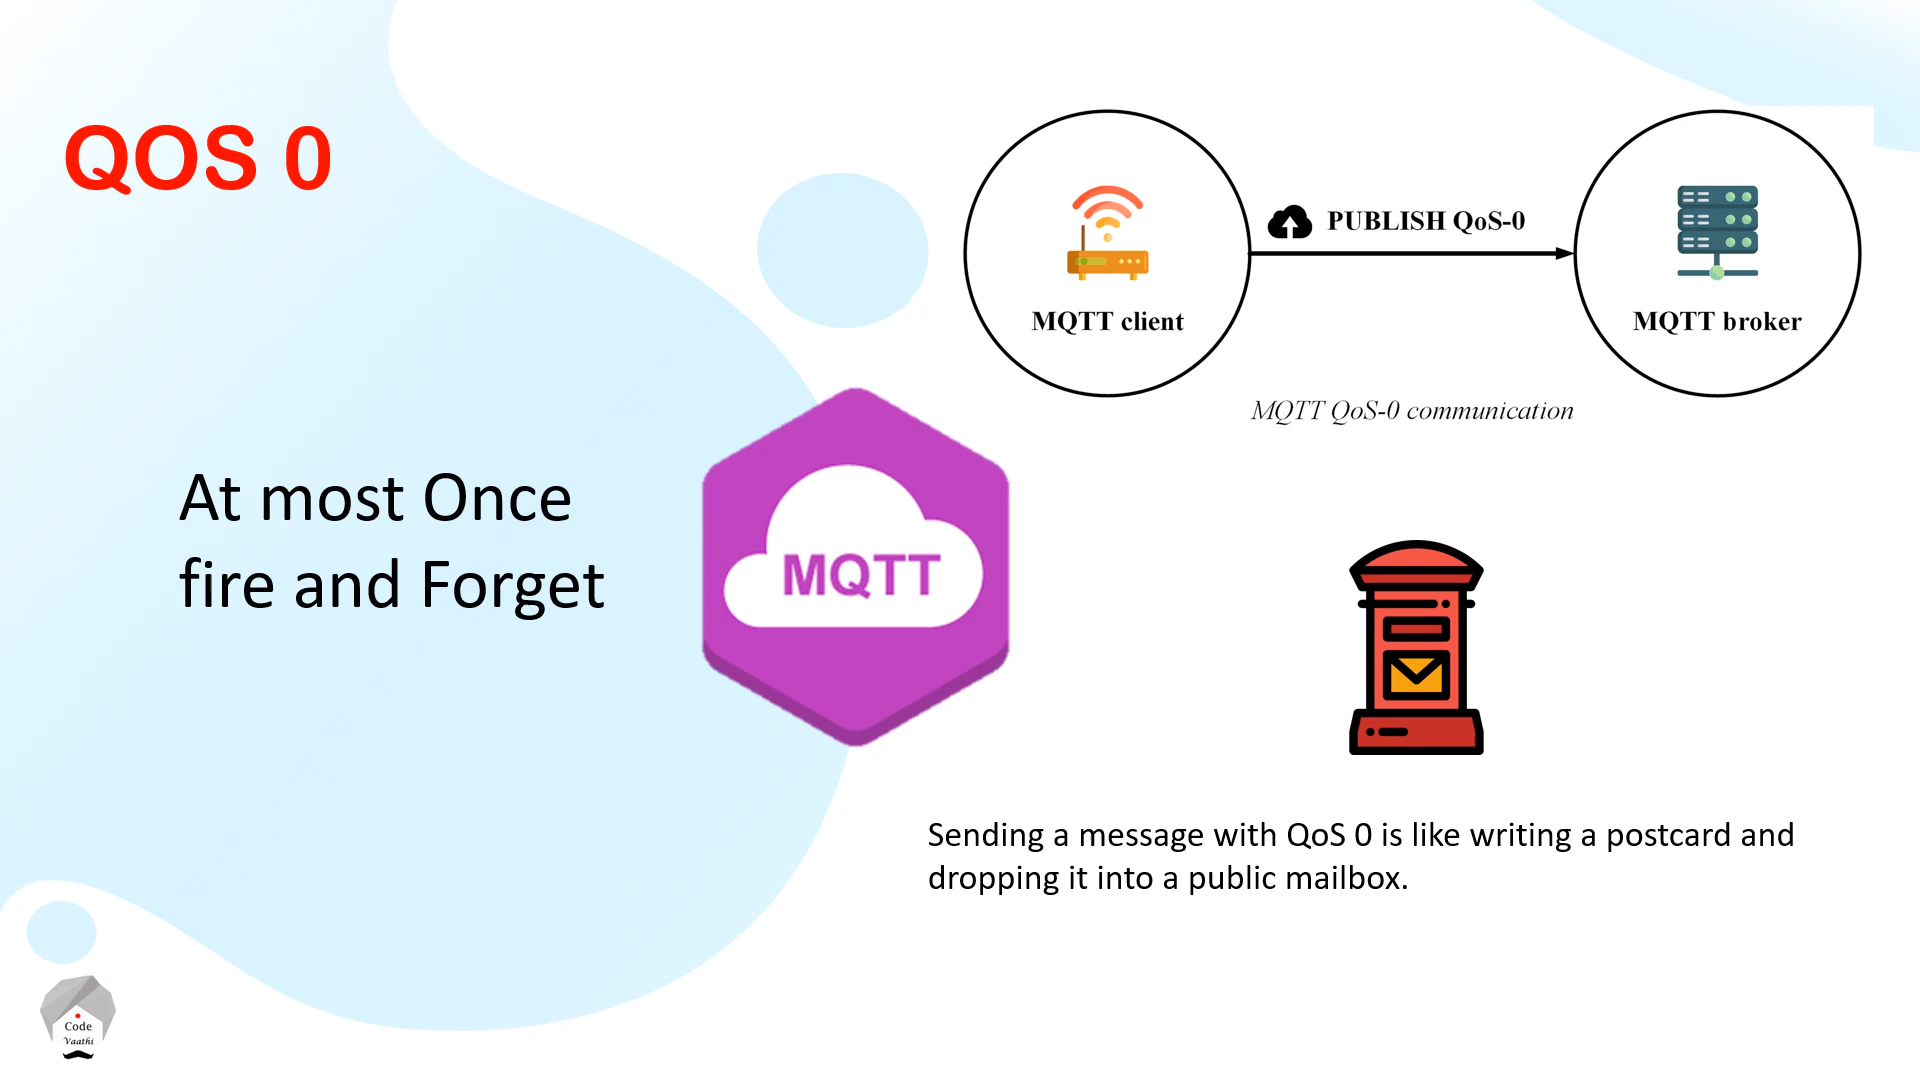 QOS 0
PUBLISH QoS-0
MQTT client
MQTT broker
MQTT QoS-0 communication
At most Once
fire and Forget
MQTT
Sending a message with QoS 0 is like writing a postcard and
dropping it into a public mailbox.
Code
Vaathi